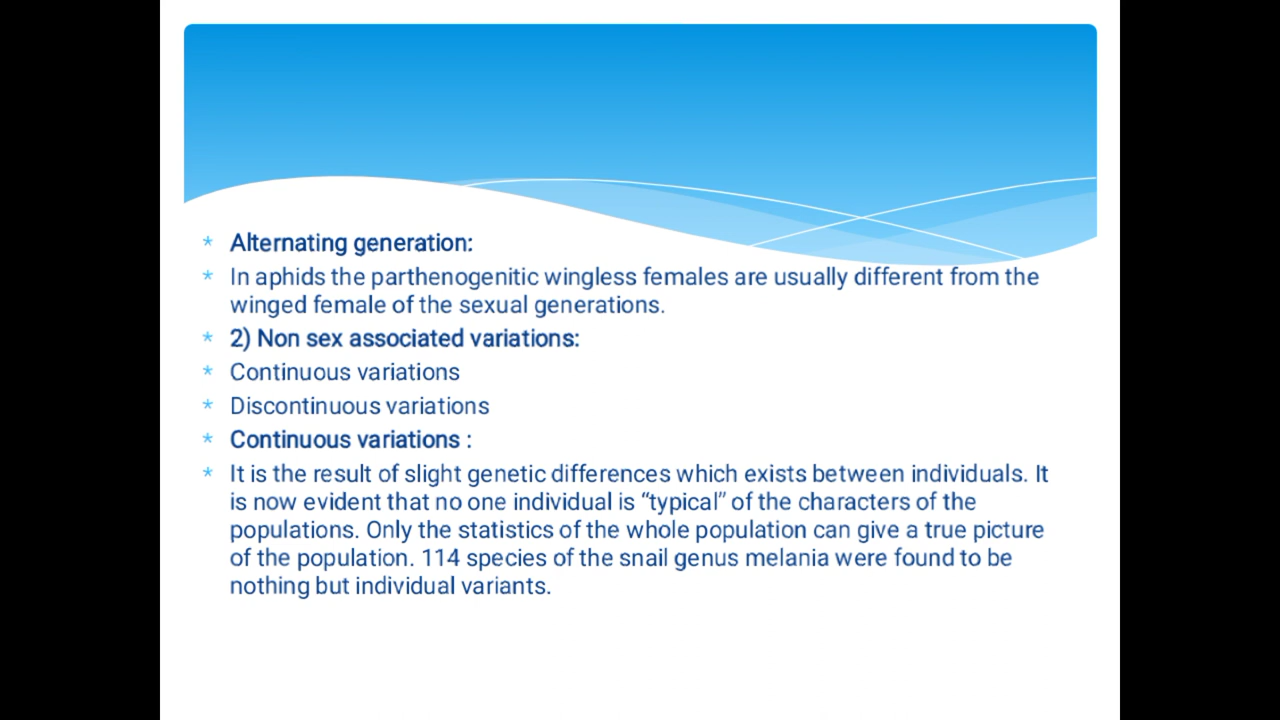 * Alternating generation:
* In aphids the parthenogenitic wingless females are usually different from the
winged female of the sexual generations.
* 2) Non sex associated variations:
* Continuous variations
* Discontinuous variations
* Continuous variations :
* It is the result of slight genetic differences which exists between individuals. It
is now evident that no one individual is “typical” of the characters of the
populations. Only the statistics of the whole population can give a true picture
of the population. 114 species of the snail genus melania were found to be
nothing but individual variants.